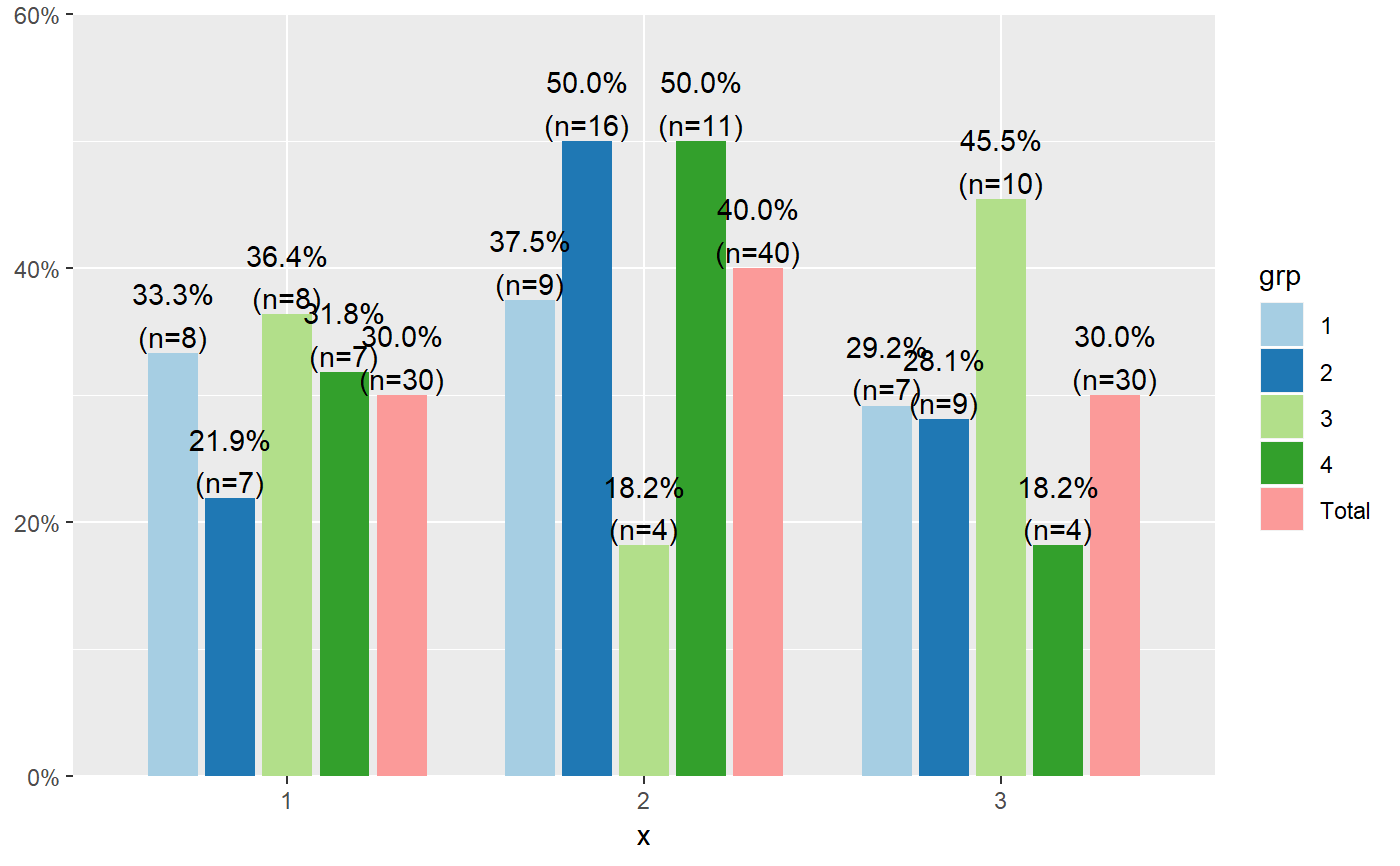 60%
40%
20%
0%
33.3%
(n=8)
21.9%
(n=7)
36.4%
(n=8)
31.8%
(n=7)
30.0%
(n=30)
37.5%
(n=9)
50.0%
(n=16)
18.2%
(n=4)
50.0%
(n=11)
40.0%
(n=40)
29.2%
(n=7)
28.1%
(n=9)
45.5%
(n=10)
18.2%
(n=4)
30.0%
(n=30)
1
2
3
x
grp
1
2
3
4
Total